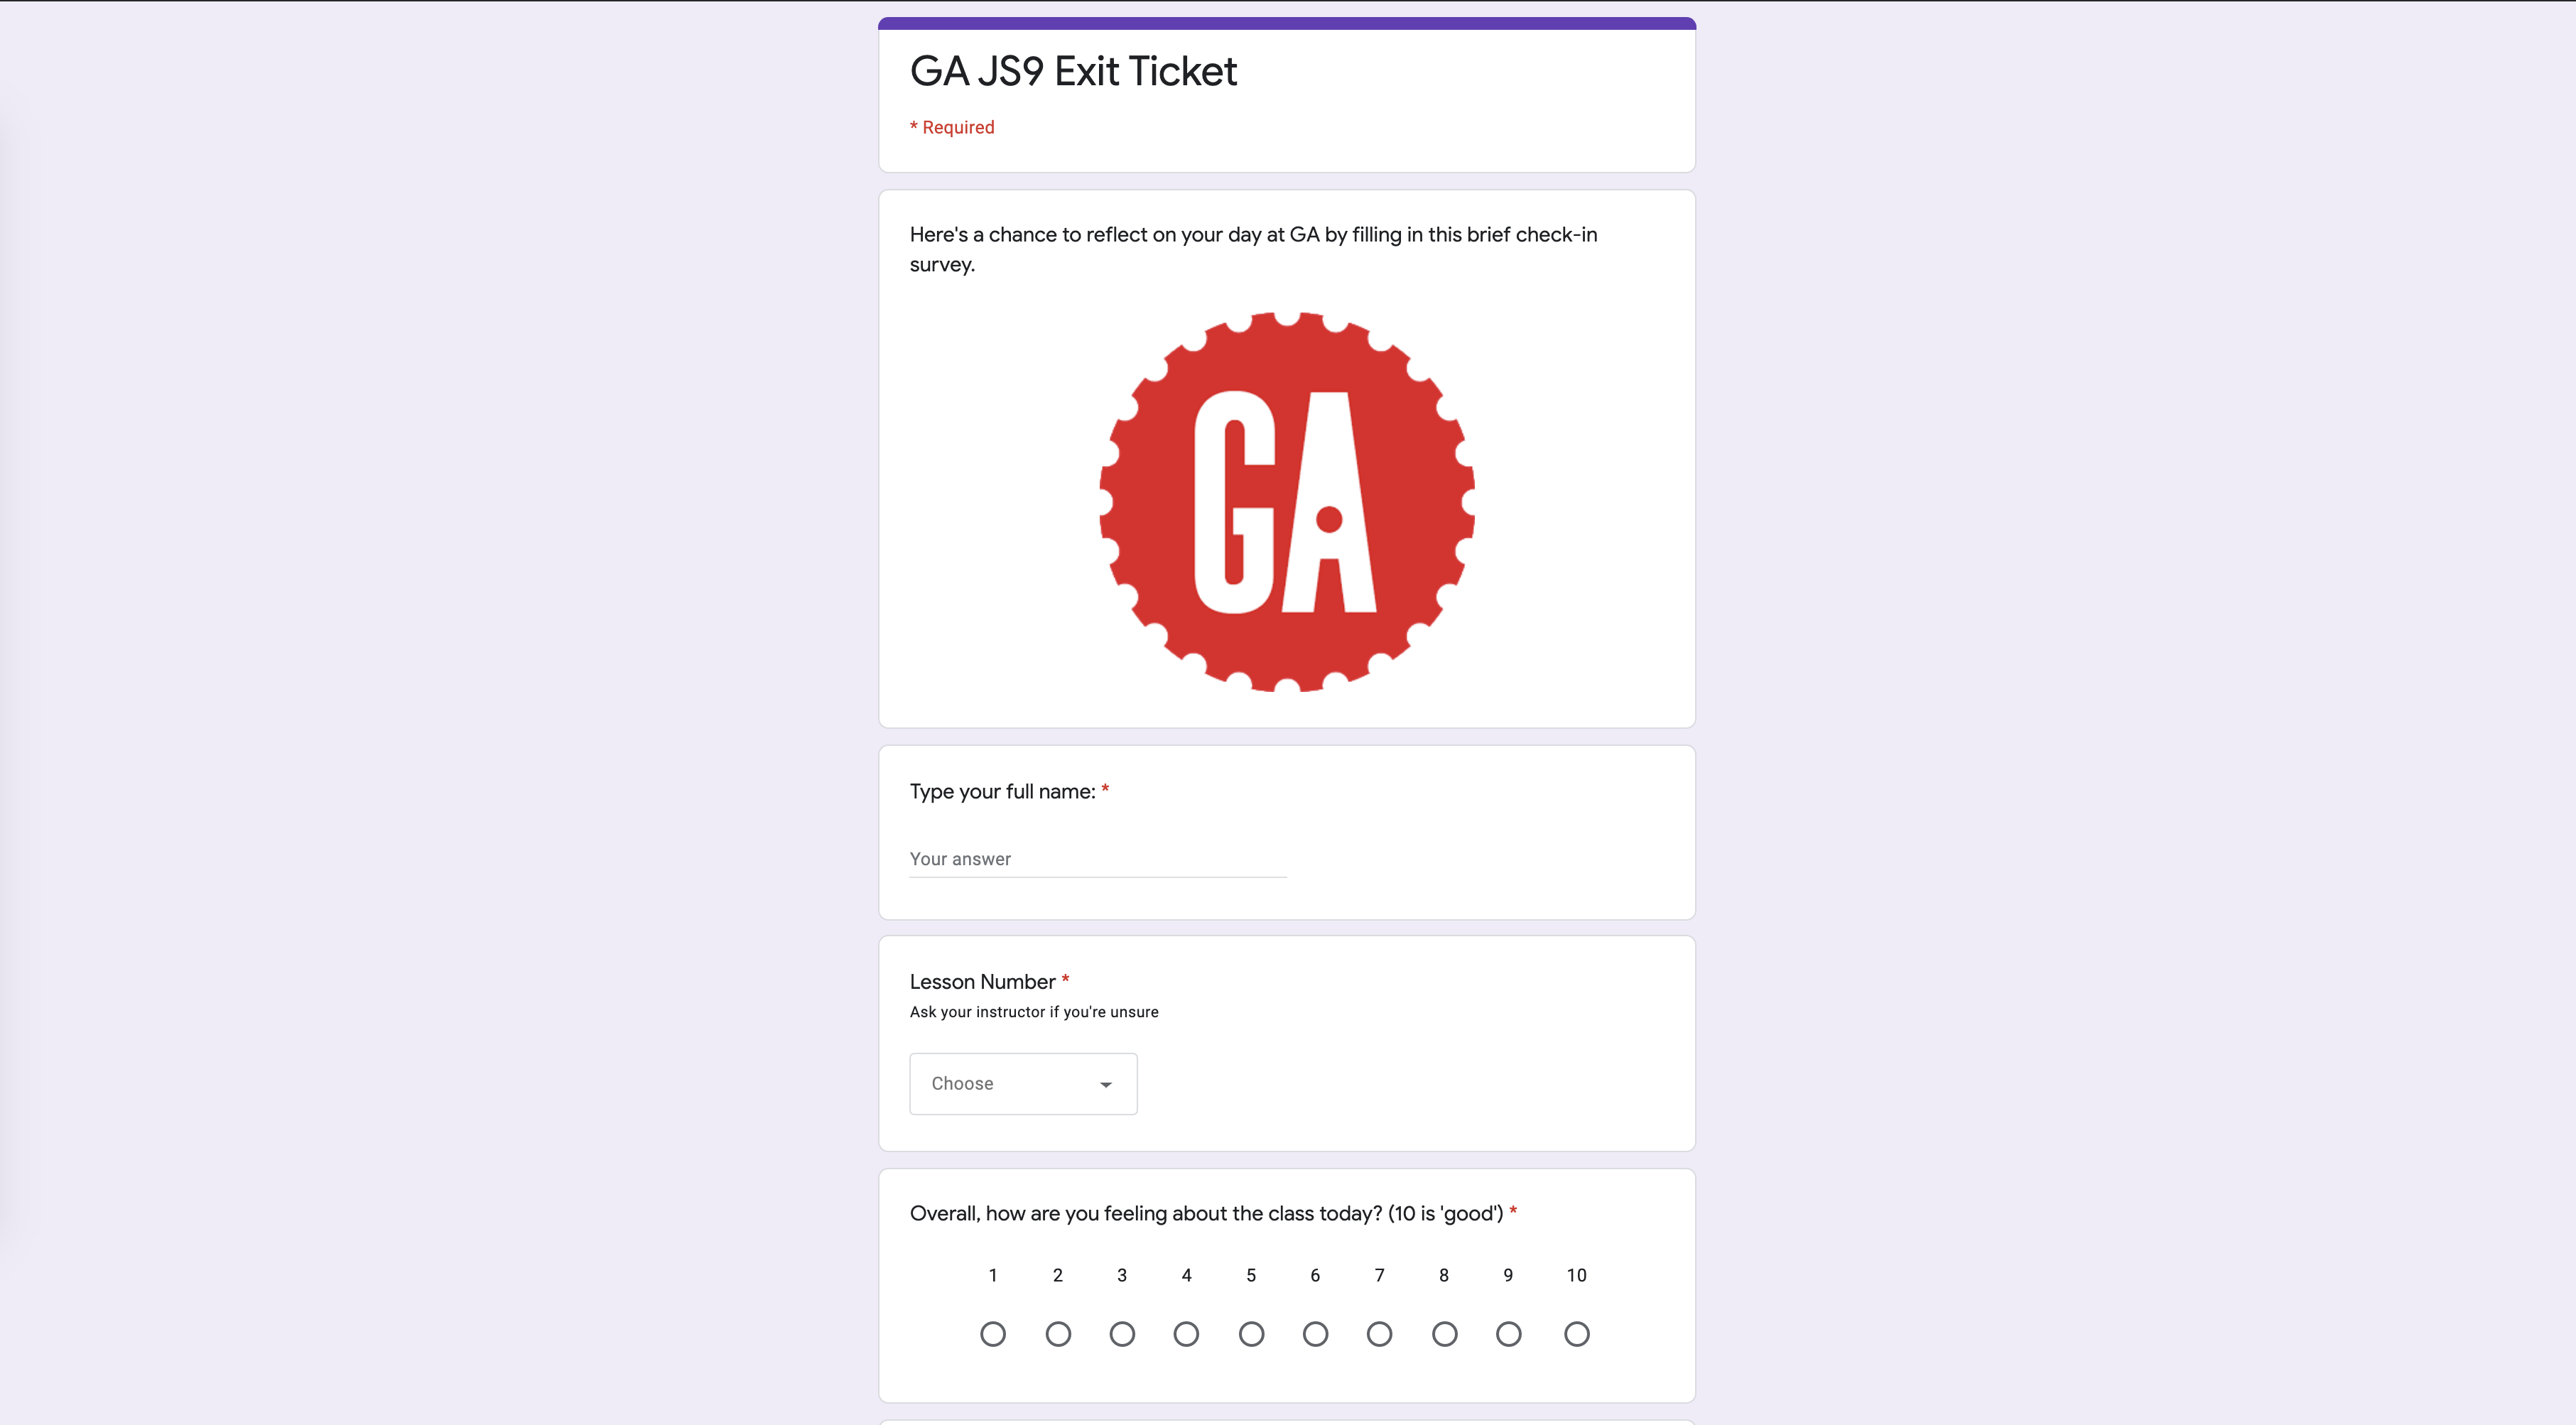 GA JS9 Exit Ticket
* Required
Here's a chance to reflect on your day at GA by filling in this brief check-in
survey.
GA
Type your full name: *
Your answer
Lesson Number *
Ask your instructor if you're unsure
Choose
Overall, how are you feeling about the class today? (10 is 'good') *
1 2 3 4 5 6 7 8 9 10